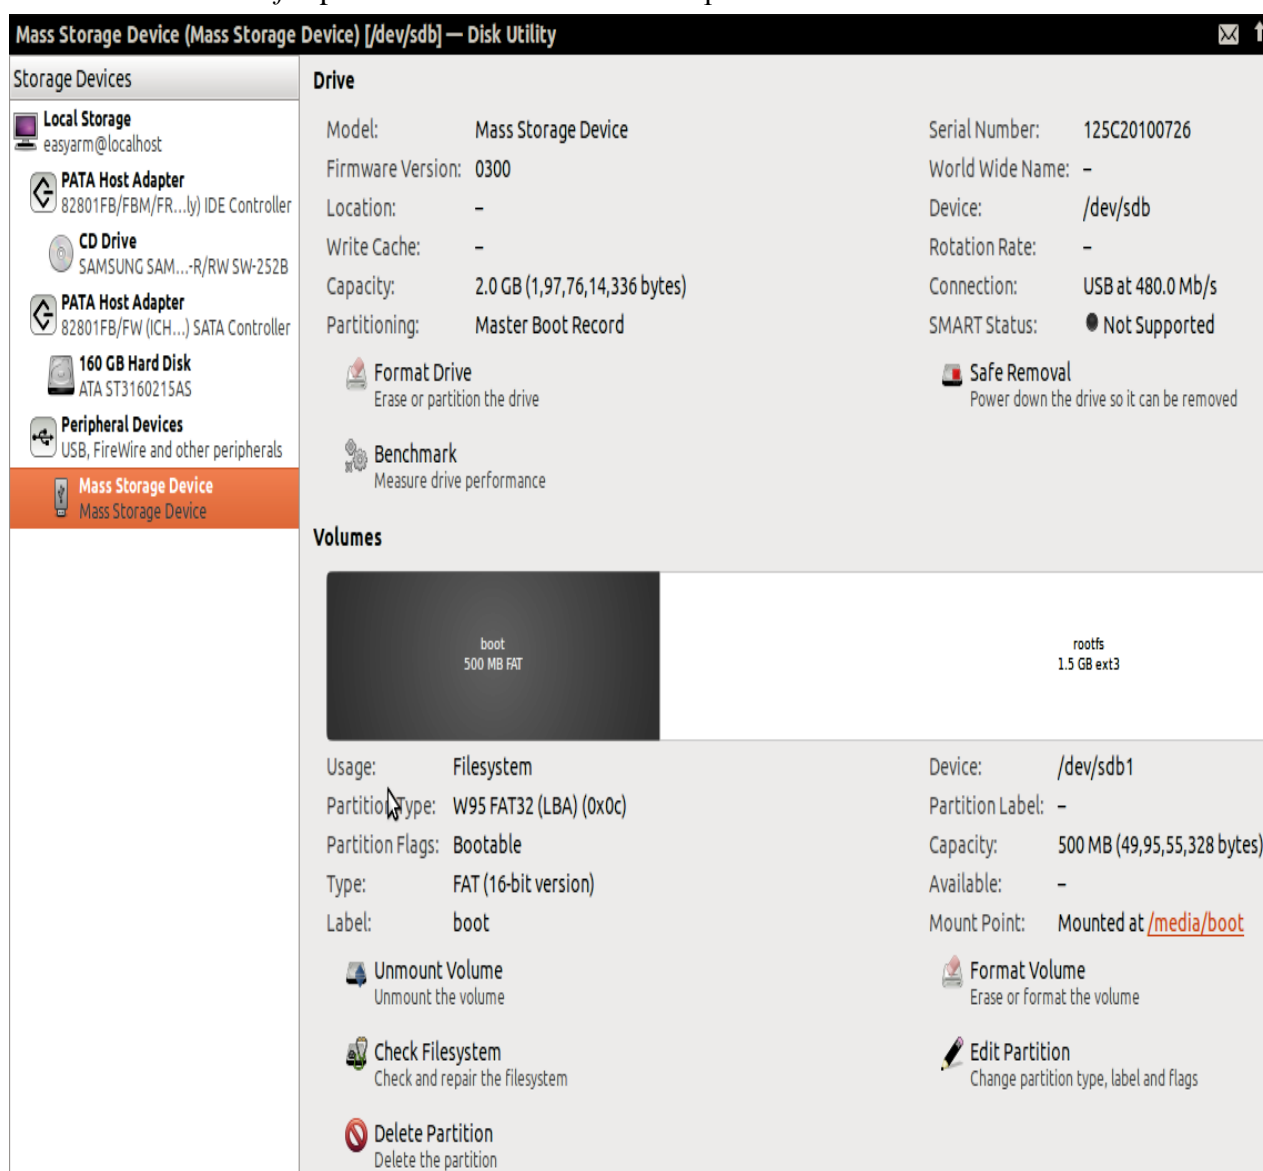 Mass Storage Device (Mass Storage Device) [/dev/sdb] — Disk Utility
Storage Devices
Local Storage
easyarm@localhost
PATA Host Adapter
82801FB/FBM/FR...ly) IDE Controller
CD Drive
SAMSUNG SAM...-R/RW SW-252B
PATA Host Adapter
82801FB/FW (ICH...) SATA Controller
160 GB Hard Disk
ATA ST3160215AS
Peripheral Devices
USB, FireWire and other peripherals
Mass Storage Device
Mass Storage Device
Drive
Model: Mass Storage Device Serial Number: 125C20100726
Firmware Version: 0300 World Wide Name: –
Location: – Device: /dev/sdb
Write Cache: – Rotation Rate: –
Capacity: 2.0 GB (1,97,76,14,336 bytes) Connection: USB at 480.0 Mb/s
Partitioning: Master Boot Record SMART Status: Not Supported
Format Drive Safe Removal
Erase or partition the drive Power down the drive so it can be removed
Benchmark
Measure drive performance
Volumes
boot rootfs
500 MB FAT 1.5 GB ext3
Usage: Filesystem Device: /dev/sdb1
Partition Type: W95 FAT32 (LBA) (0x0c) Partition Label: –
Partition Flags: Bootable Capacity: 500 MB (49,95,55,328 bytes)
Type: FAT (16-bit version) Available: –
Label: boot Mount Point: Mounted at /media/boot
Unmount Volume Format Volume
Unmount the volume Erase or format the volume
Check Filesystem Edit Partition
Check and repair the filesystem Change partition type, label and flags
Delete Partition
Delete the partition